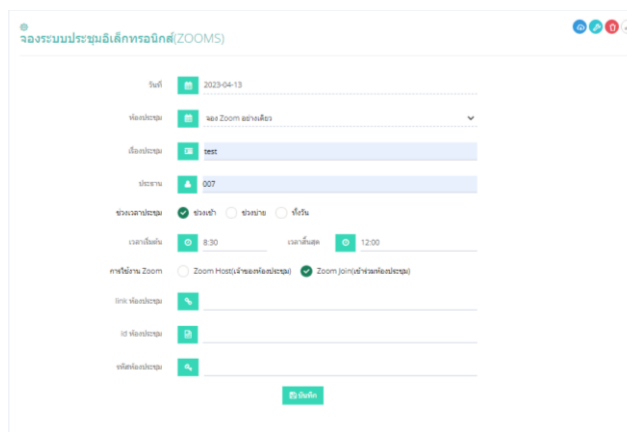 จองระบบประชุมอิเล็กทรอนิกส์(ZOOMS)
วันที่ 2023-04-13
ห้องประชุม จอง Zoom อย่างเดียว
เรื่องประชุม test
ประธาน 007
ช่วงเวลาประชุม ช่วงเช้า ช่วงบ่าย ทั้งวัน
เวลาเริ่มต้น 8:30 เวลาสิ้นสุด 12:00
การใช้งาน Zoom Zoom Host(เจ้าของห้องประชุม) Zoom Join(เข้าร่วมห้องประชุม)
link ห้องประชุม
id ห้องประชุม
รหัสห้องประชุม
บันทึก